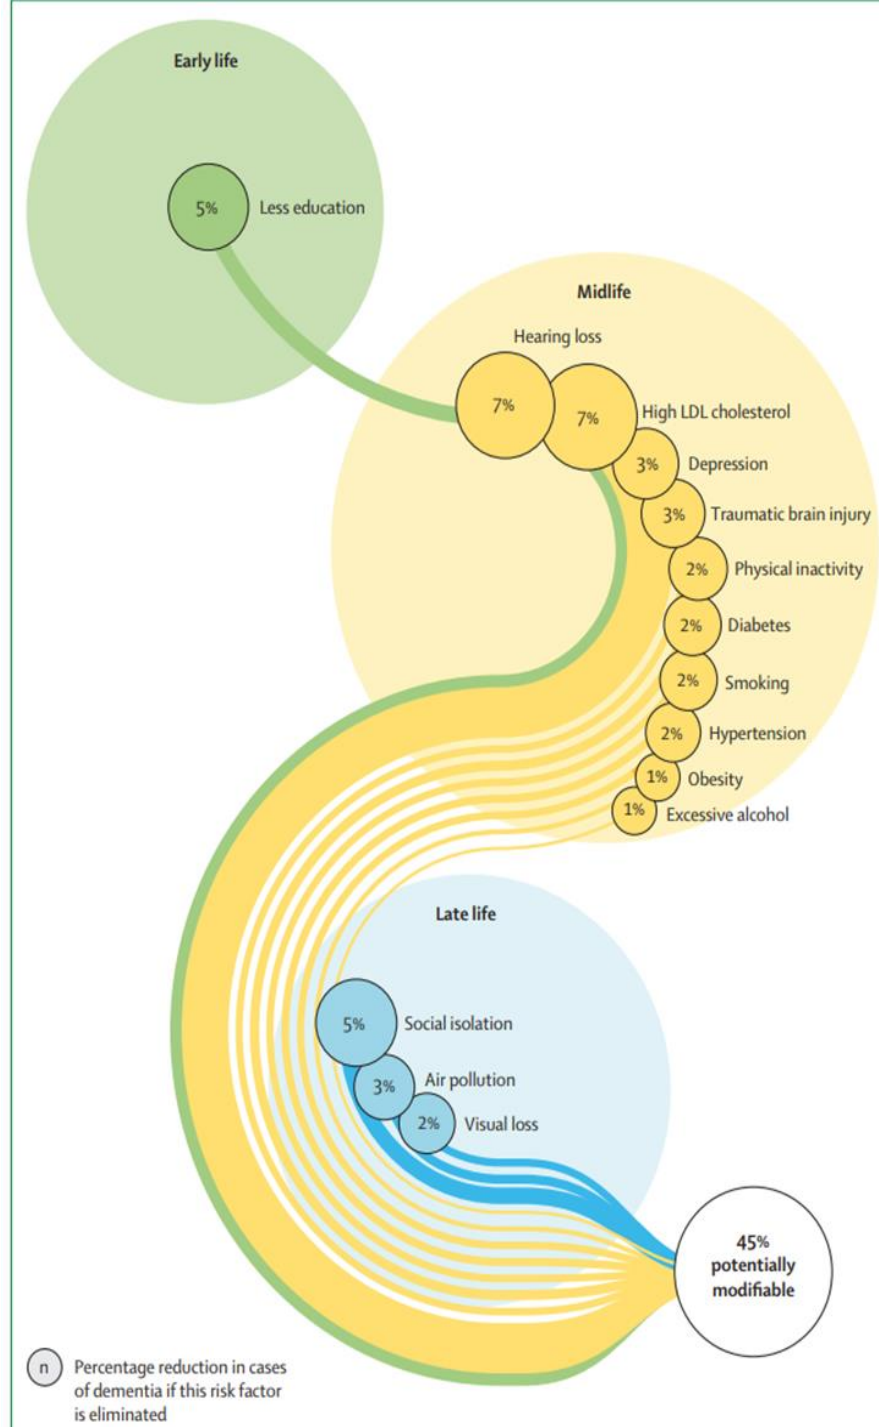 Early life
5%
Less education
Midlife
Hearing loss
7%
7%
High LDL cholesterol
3%
Depression
3%
Traumatic brain injury
2%
Physical inactivity
2%
Diabetes
2%
Smoking
2%
Hypertension
1%
Obesity
1%
Excessive alcohol
Late life
5%
Social isolation
3%
Air pollution
2%
Visual loss
45%
potentially
modifiable
n
Percentage reduction in cases
of dementia if this risk factor
is eliminated